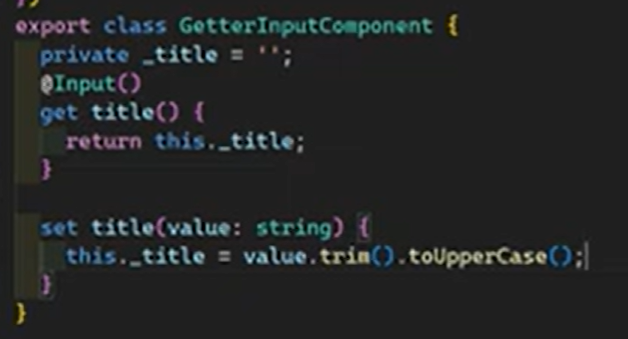 })
export class GetterInputComponent {
private _title = '';
@Input()
get title() {
return this._title;
}
set title(value: string) {
this._title = value.trim().toUpperCase();
}
}